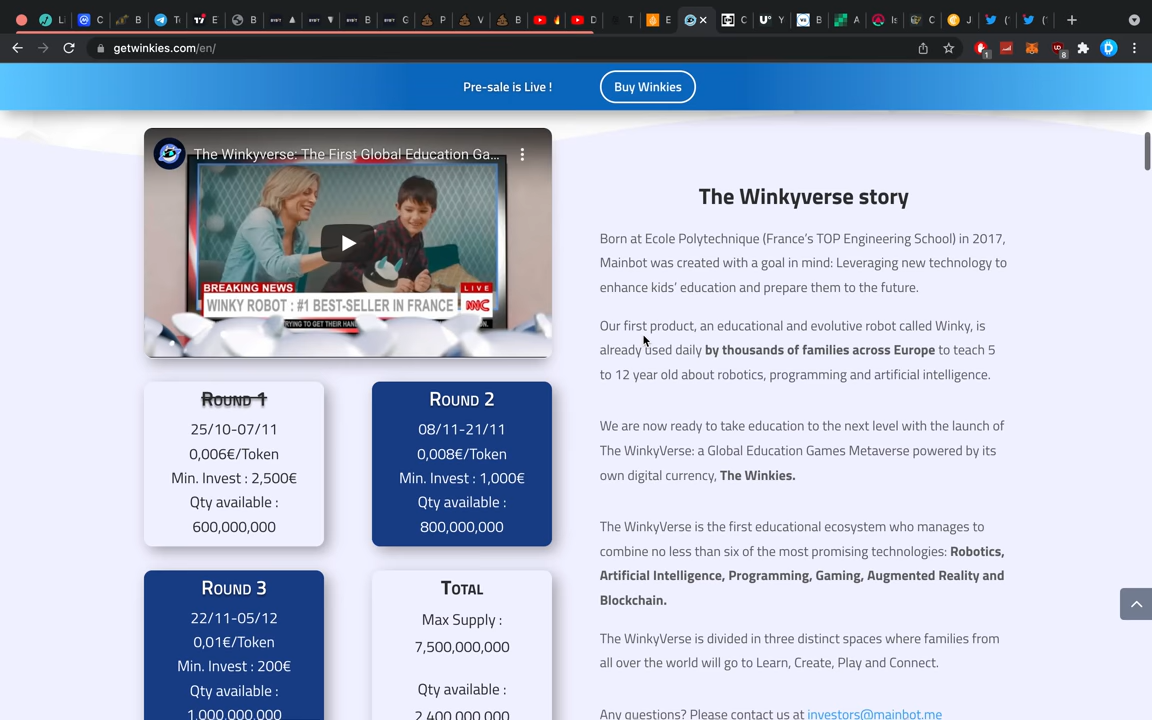 getwinkies.com/en/
Pre-sale is Live !
Buy Winkies
The Winkyverse: The First Global Education Ga...
BREAKING NEWS
LIVE
WINKY ROBOT : #1 BEST-SELLER IN FRANCE
TRYING TO GET THEIR HAN
Round 1
25/10-07/11
0,006€/Token
Min. Invest : 2,500€
Qty available :
600,000,000
Round 2
08/11-21/11
0,008€/Token
Min. Invest : 1,000€
Qty available :
800,000,000
Round 3
22/11-05/12
0,01€/Token
Min. Invest : 200€
Qty available :
1,000,000,000
Total
Max Supply :
7,500,000,000
Qty available :
2,400,000,000
The Winkyverse story
Born at Ecole Polytechnique (France's TOP Engineering School) in 2017,
Mainbot was created with a goal in mind: Leveraging new technology to
enhance kids' education and prepare them to the future.
Our first product, an educational and evolutive robot called Winky, is
already used daily by thousands of families across Europe to teach 5
to 12 year old about robotics, programming and artificial intelligence.
We are now ready to take education to the next level with the launch of
The WinkyVerse: a Global Education Games Metaverse powered by its
own digital currency, The Winkies.
The WinkyVerse is the first educational ecosystem who manages to
combine no less than six of the most promising technologies: Robotics,
Artificial Intelligence, Programming, Gaming, Augmented Reality and
Blockchain.
The WinkyVerse is divided in three distinct spaces where families from
all over the world will go to Learn, Create, Play and Connect.
Any questions? Please contact us at investors@mainbot.me